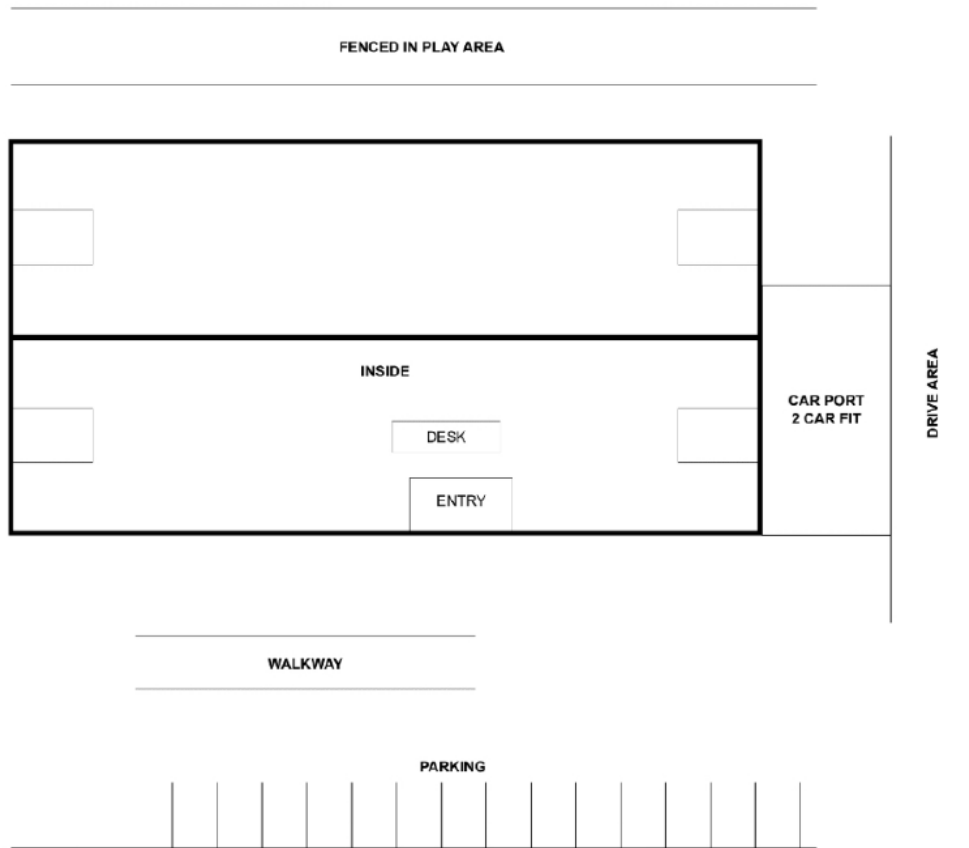 FENCED IN PLAY AREA
INSIDE
DESK
ENTRY
CAR PORT
2 CAR FIT
DRIVE AREA
WALKWAY
PARKING